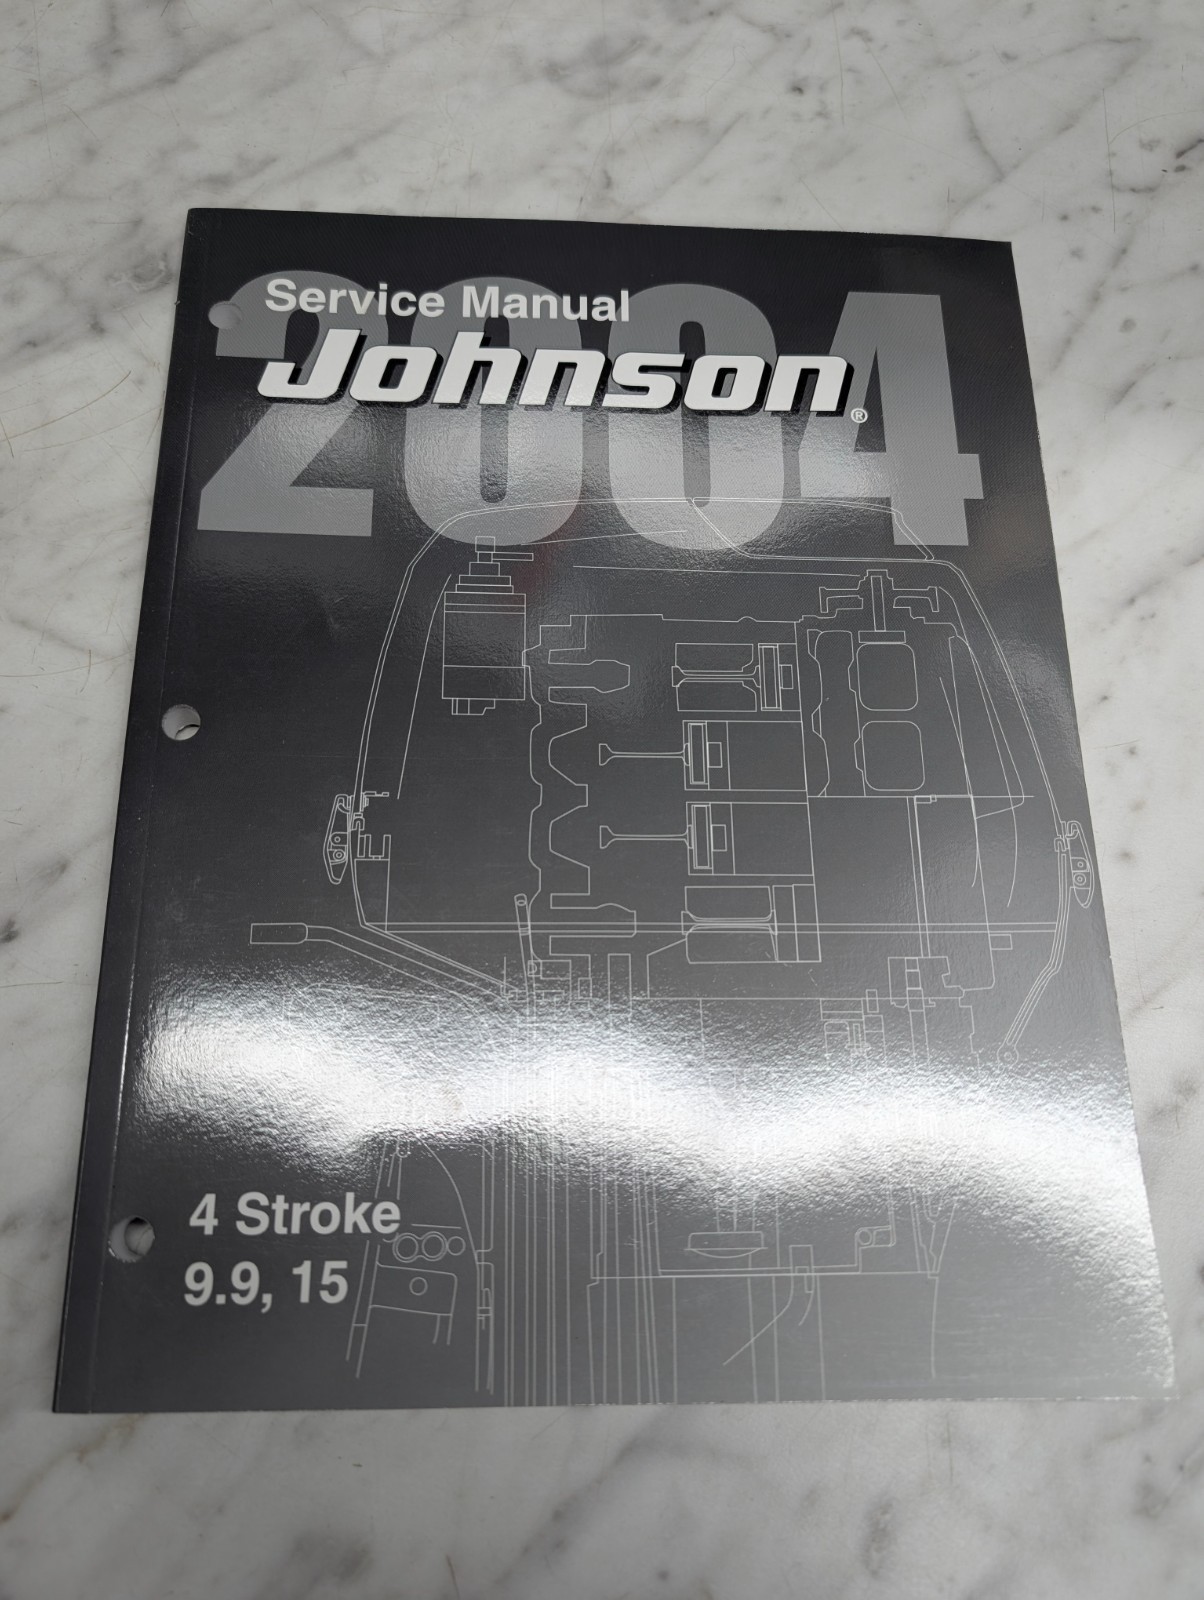 2004
Service Manual
Johnson®
4 Stroke
9.9, 15